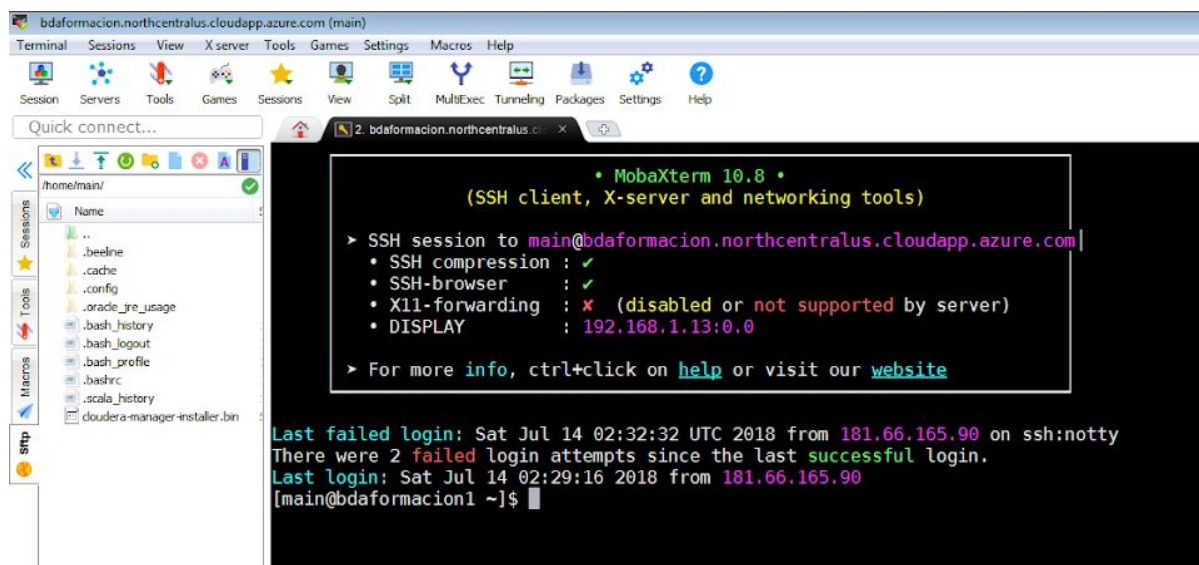 bdaformacion.northcentralus.cloudapp.azure.com (main)
Terminal Sessions View X server Tools Games Settings Macros Help
Session Servers Tools Games Sessions View Split MultiExec Tunneling Packages Settings Help
Quick connect...
2. bdaformacion.northcentralus.cl
/home/main/
Name
..
.beeline
.cache
.config
.oracle_jre_usage
.bash_history
.bash_logout
.bash_profile
.bashrc
.scala_history
cloudera-manager-installer.bin
Sessions
Tools
Macros
sftp
• MobaXterm 10.8 •
(SSH client, X-server and networking tools)
➤ SSH session to main@bdaformacion.northcentralus.cloudapp.azure.com
• SSH compression : ✔
• SSH-browser : ✔
• X11-forwarding : ✘ (disabled or not supported by server)
• DISPLAY : 192.168.1.13:0.0
➤ For more info, ctrl+click on help or visit our website
Last failed login: Sat Jul 14 02:32:32 UTC 2018 from 181.66.165.90 on ssh:notty
There were 2 failed login attempts since the last successful login.
Last login: Sat Jul 14 02:29:16 2018 from 181.66.165.90
[main@bdaformacion1 ~]$